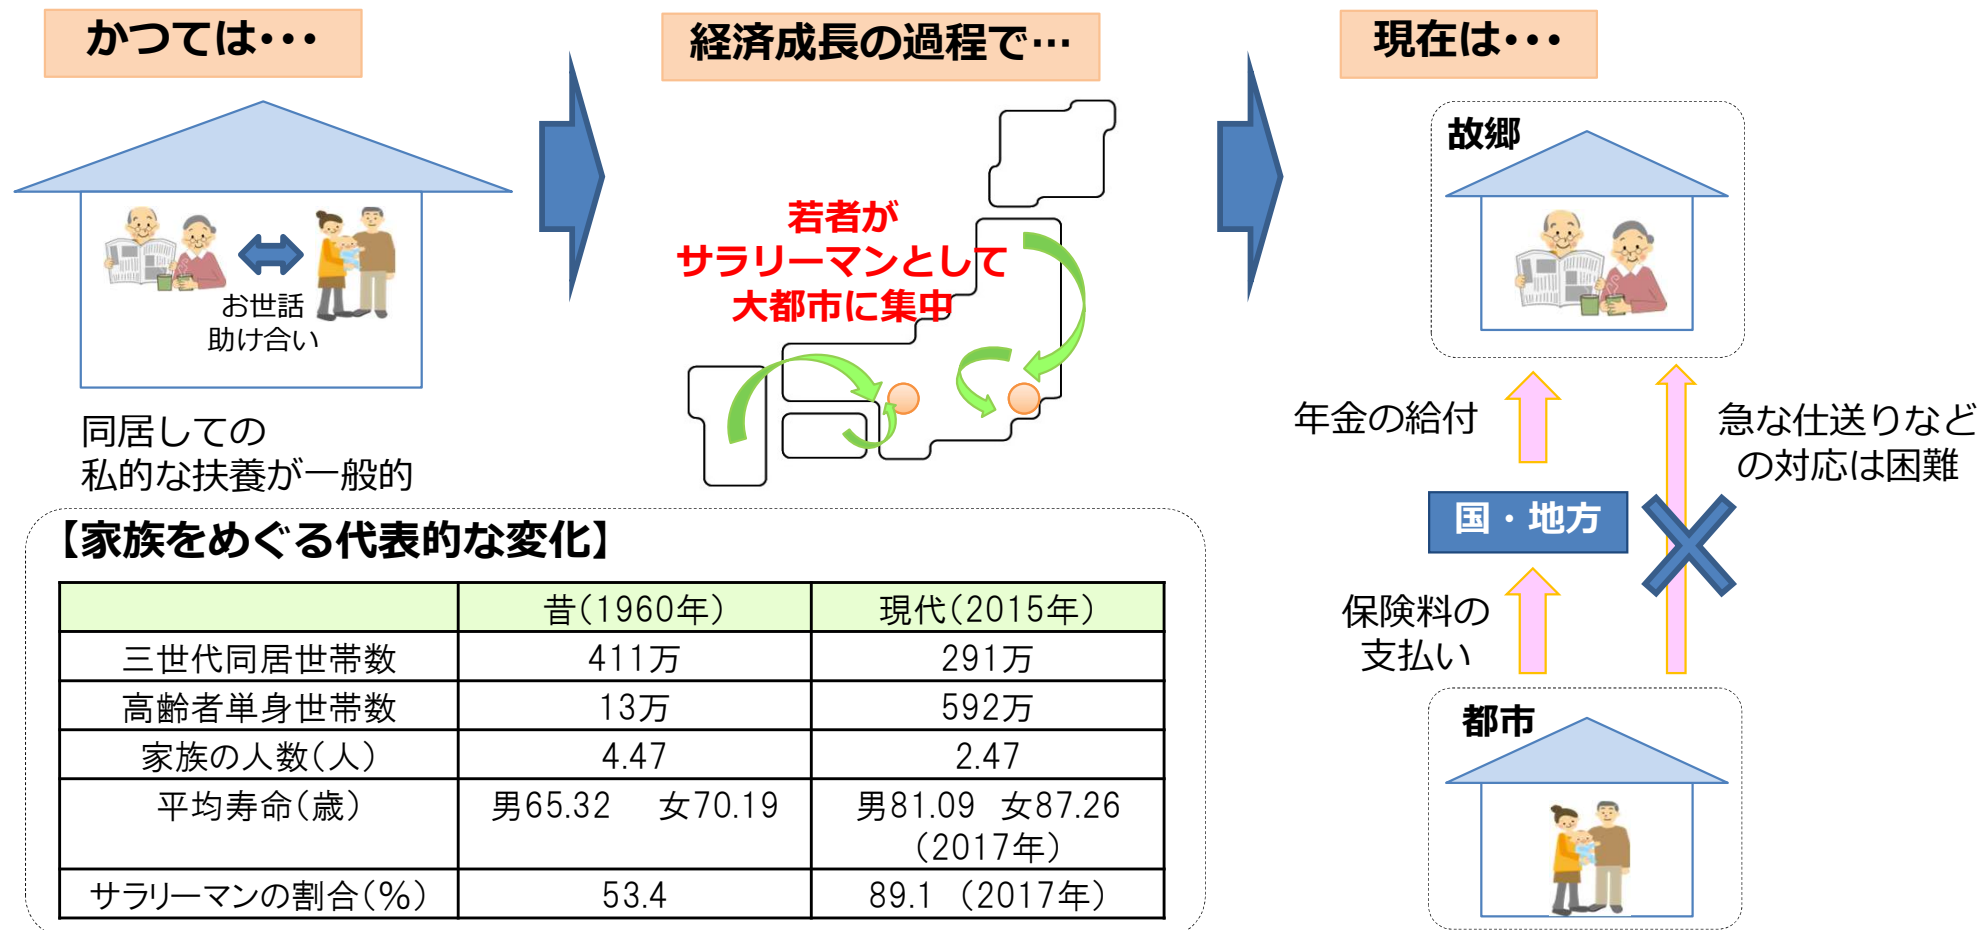 かつては･･･
お世話
助け合い
同居しての
私的な扶養が一般的
経済成長の過程で…
若者が
サラリーマンとして
大都市に集中
現在は･･･
故郷
年金の給付
急な仕送りなど
の対応は困難
国・地方
保険料の
支払い
都市
【家族をめぐる代表的な変化】
昔(1960年) 現代(2015年)
三世代同居世帯数 411万 291万
高齢者単身世帯数 13万 592万
家族の人数(人) 4.47 2.47
平均寿命(歳) 男65.32 女70.19 男81.09 女87.26
(2017年)
サラリーマンの割合(%) 53.4 89.1 (2017年)